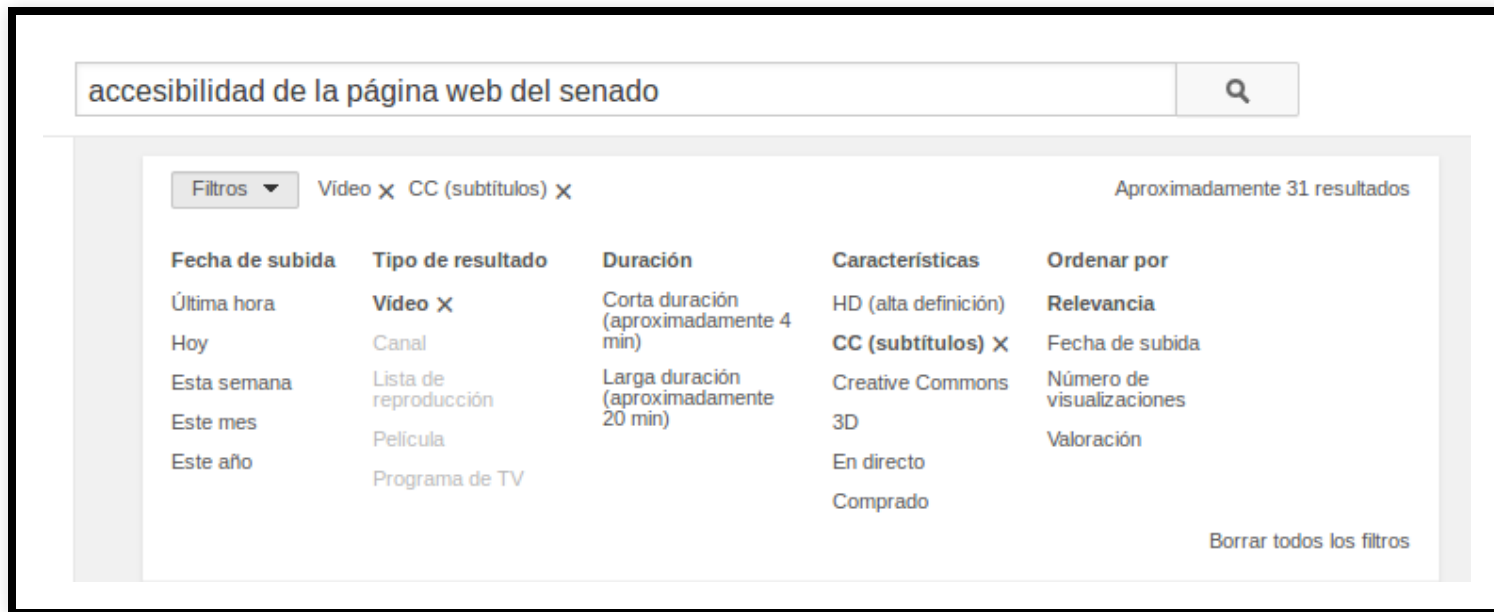 accesibilidad de la página web del senado
Filtros
Vídeo
CC (subtítulos)
Aproximadamente 31 resultados
Fecha de subida
Última hora
Hoy
Esta semana
Este mes
Este año
Tipo de resultado
Vídeo
Canal
Lista de
reproducción
Película
Programa de TV
Duración
Corta duración
(aproximadamente 4
min)
Larga duración
(aproximadamente
20 min)
Características
HD (alta definición)
CC (subtítulos)
Creative Commons
3D
En directo
Comprado
Ordenar por
Relevancia
Fecha de subida
Número de
visualizaciones
Valoración
Borrar todos los filtros